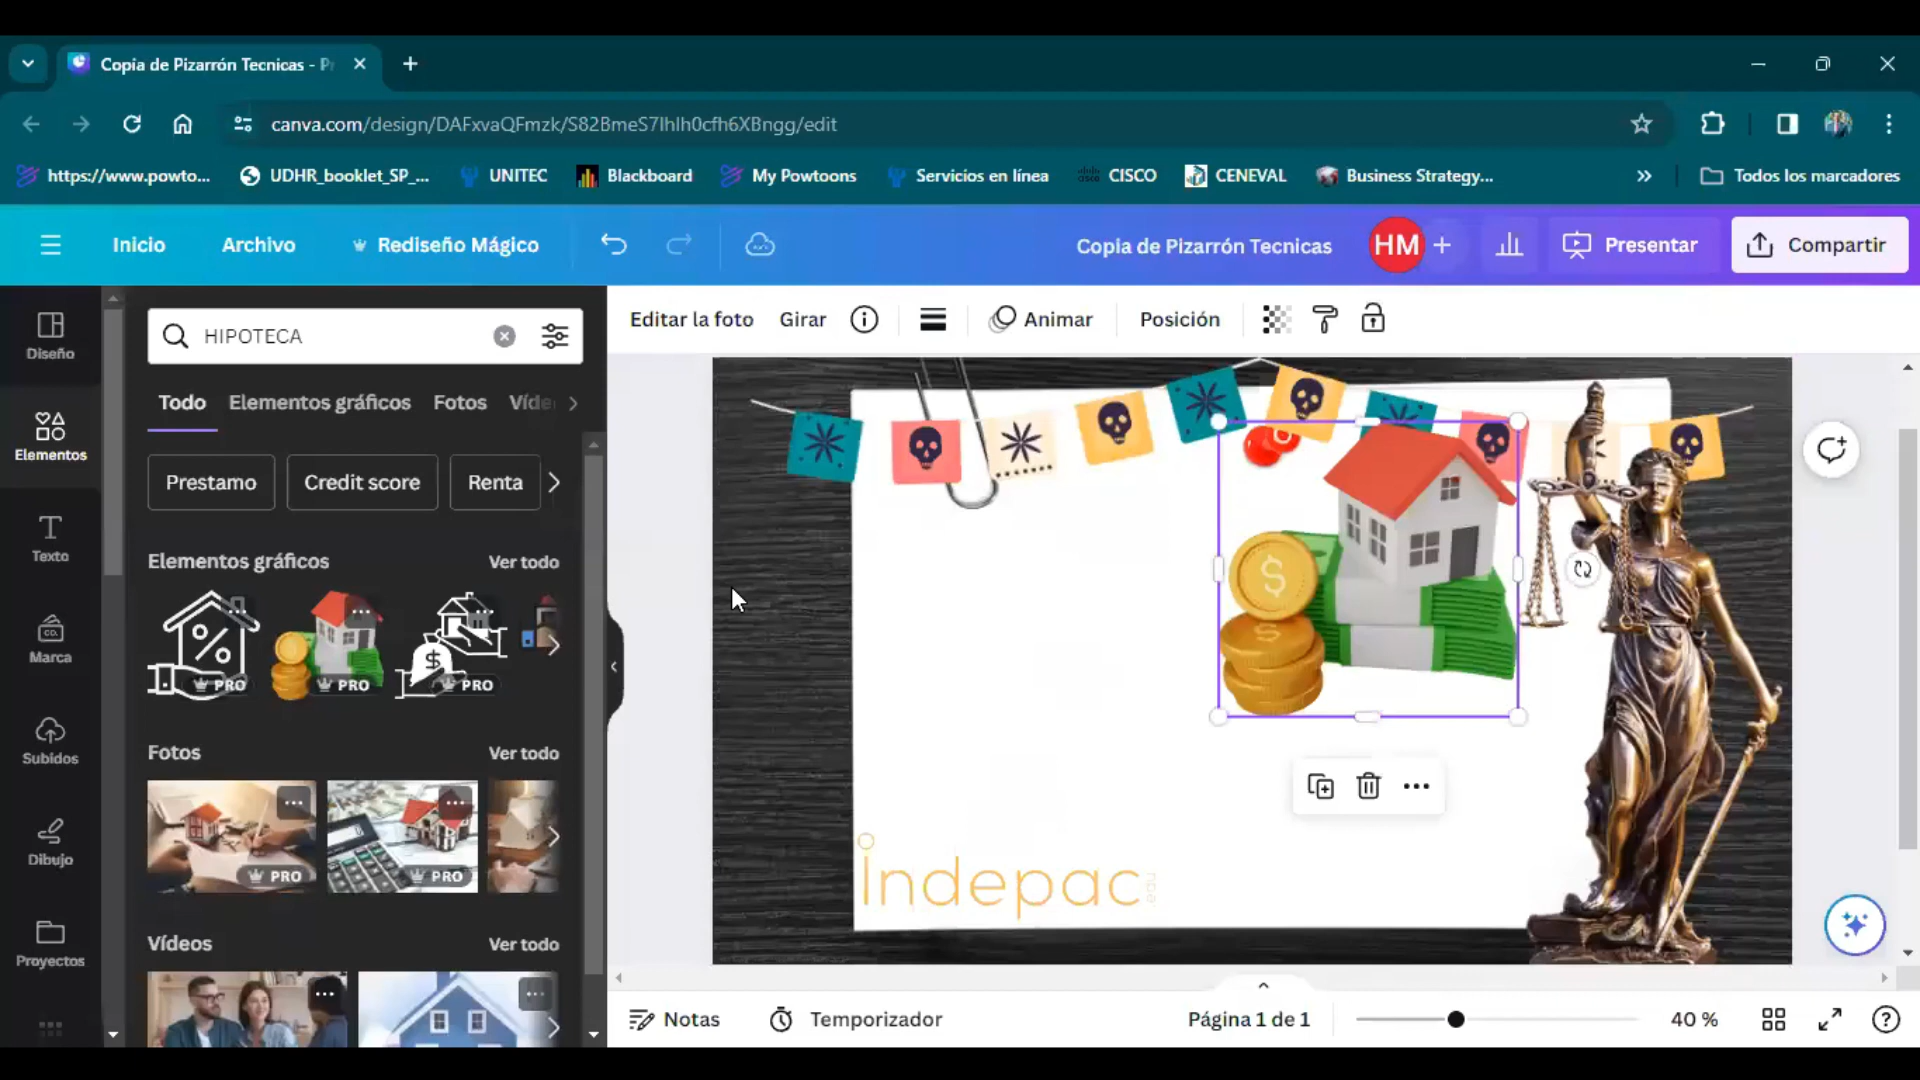 Copia de Pizarrón Tecnicas - Pr
canva.com/design/DAFxvaQFmzk/S82BmeS7lhlh0cfh6XBngg/edit
https://www.powto...
UDHR_booklet_SP_...
UNITEC
Blackboard
My Powtoons
Servicios en línea
CISCO
CENEVAL
Business Strategy...
Todos los marcadores
Inicio
Archivo
Rediseño Mágico
Copia de Pizarrón Tecnicas
HM
Presentar
Compartir
Diseño
Elementos
Texto
Marca
Subidos
Dibujo
Proyectos
HIPOTECA
Todo
Elementos gráficos
Fotos
Víde
Prestamo
Credit score
Renta
Elementos gráficos
Ver todo
PRO
PRO
PRO
Fotos
Ver todo
PRO
PRO
Vídeos
Ver todo
Editar la foto
Girar
Animar
Posición
Indepac
edu
Notas
Temporizador
Página 1 de 1
40 %